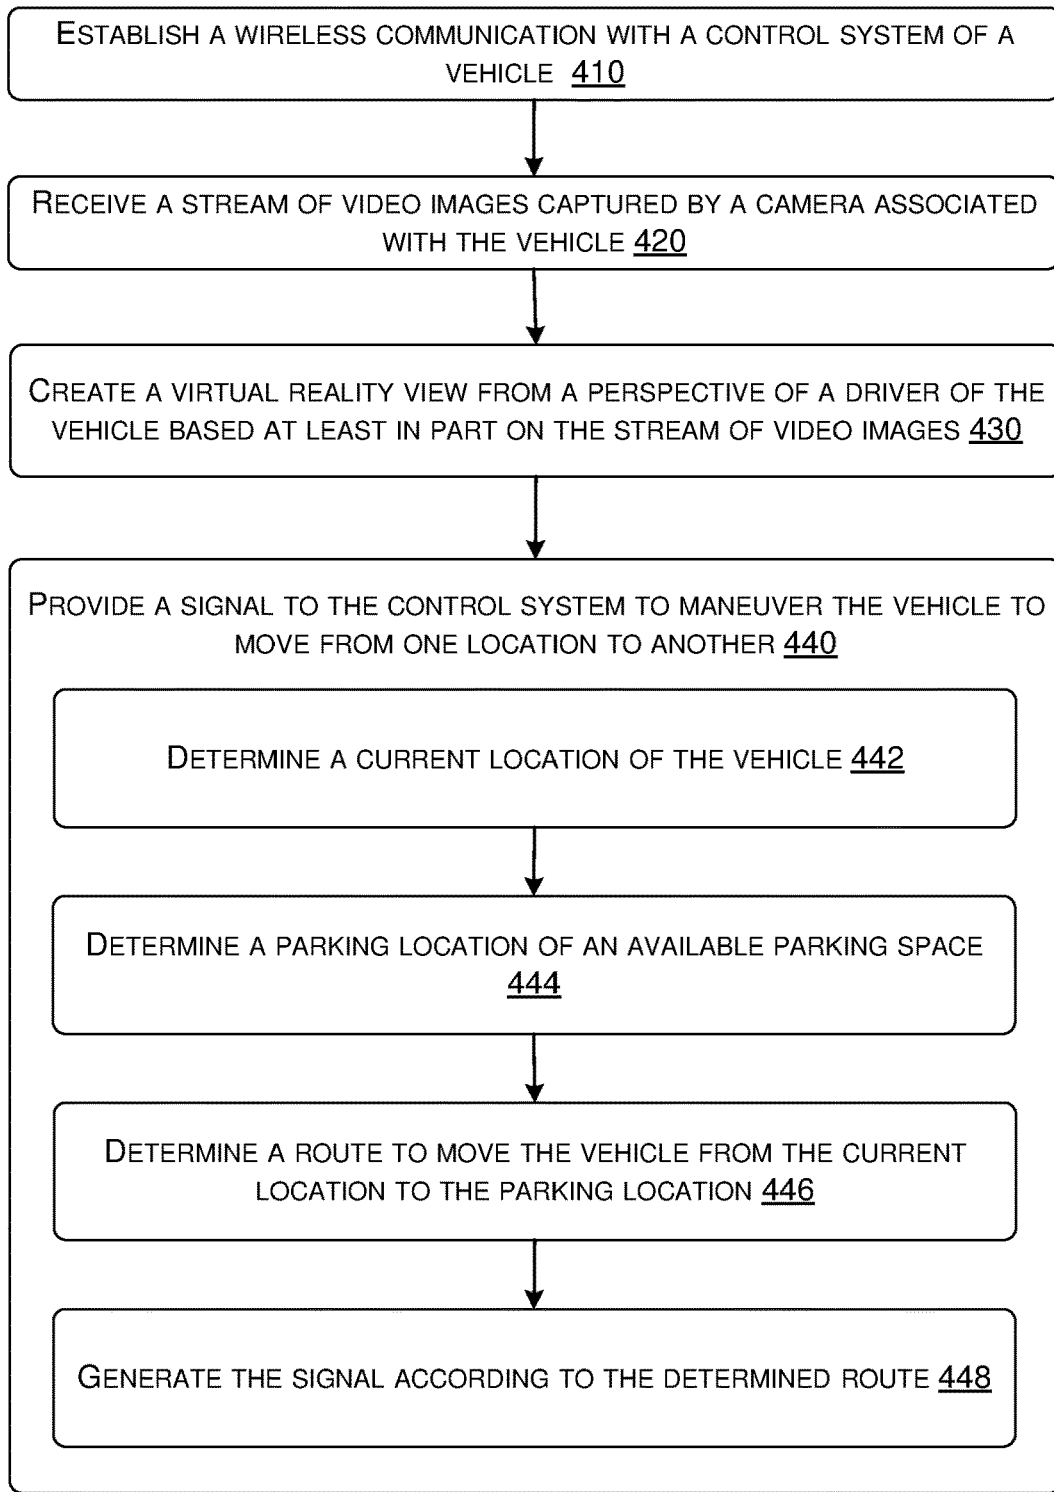 ESTABLISH A WIRELESS COMMUNICATION WITH A CONTROL SYSTEM OF A
VEHICLE 410
RECEIVE A STREAM OF VIDEO IMAGES CAPTURED BY A CAMERA ASSOCIATED
WITH THE VEHICLE 420
CREATE A VIRTUAL REALITY VIEW FROM A PERSPECTIVE OF A DRIVER OF THE
VEHICLE BASED AT LEAST IN PART ON THE STREAM OF VIDEO IMAGES 430
PROVIDE A SIGNAL TO THE CONTROL SYSTEM TO MANEUVER THE VEHICLE TO
MOVE FROM ONE LOCATION TO ANOTHER 440
DETERMINE A CURRENT LOCATION OF THE VEHICLE 442
DETERMINE A PARKING LOCATION OF AN AVAILABLE PARKING SPACE
444
DETERMINE A ROUTE TO MOVE THE VEHICLE FROM THE CURRENT
LOCATION TO THE PARKING LOCATION 446
GENERATE THE SIGNAL ACCORDING TO THE DETERMINED ROUTE 448